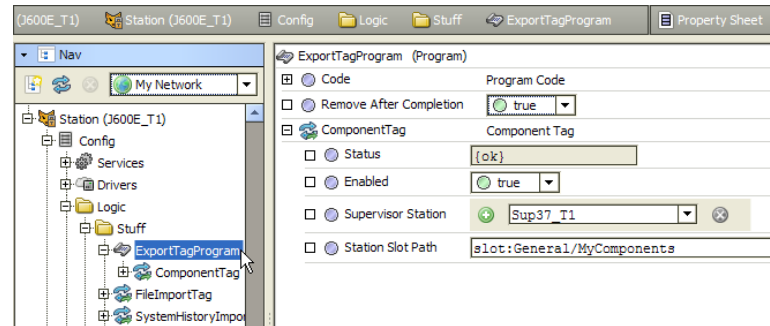 (J600E_T1) Station (J600E_T1) Config Logic Stuff ExportTagProgram Property Sheet
Nav
My Network
Station (J600E_T1)
Config
Services
Drivers
Logic
Stuff
ExportTagProgram
ComponentTag
FileImportTag
SystemHistoryImpor
ExportTagProgram (Program)
Code Program Code
Remove After Completion true
ComponentTag Component Tag
Status {ok}
Enabled true
Supervisor Station Sup37_T1
Station Slot Path slot:General/MyComponents